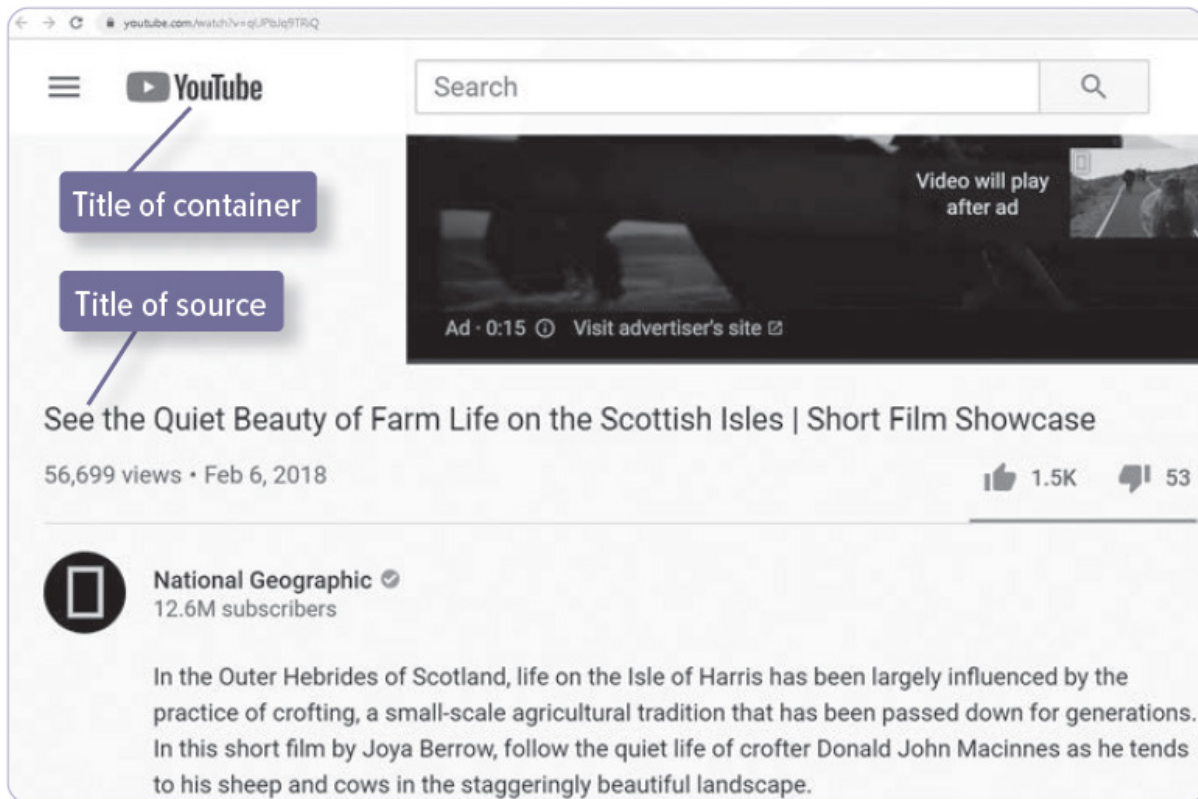 youtube.com/watch?v=qUPbJq9TRiQ
YouTube
Search
Title of container
Video will play
after ad
Title of source
Ad · 0:15 Visit advertiser's site
See the Quiet Beauty of Farm Life on the Scottish Isles | Short Film Showcase
56,699 views • Feb 6, 2018
1.5K 53
National Geographic
12.6M subscribers
In the Outer Hebrides of Scotland, life on the Isle of Harris has been largely influenced by the
practice of crofting, a small-scale agricultural tradition that has been passed down for generations.
In this short film by Joya Berrow, follow the quiet life of crofter Donald John Macinnes as he tends
to his sheep and cows in the staggeringly beautiful landscape.